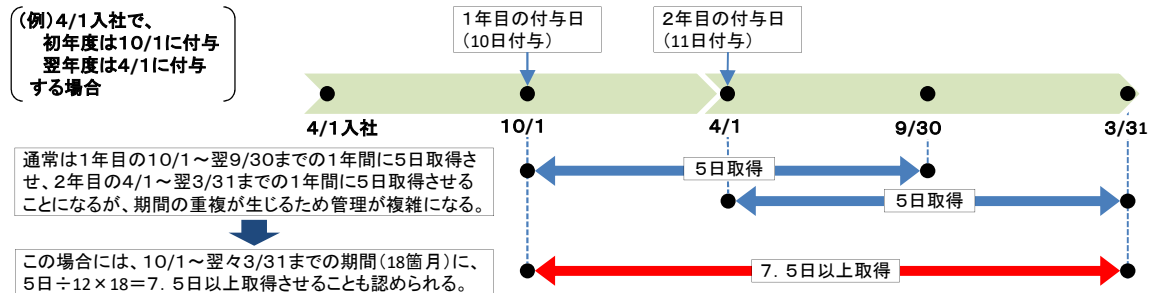 (例)4/1入社で、
初年度は10/1に付与
翌年度は4/1に付与
する場合
1年目の付与日
(10日付与)
2年目の付与日
(11日付与)
4/1入社
10/1
4/1
9/30
3/31
通常は1年目の10/1~翌9/30までの1年間に5日取得さ
せ、2年目の4/1~翌3/31までの1年間に5日取得させる
ことになるが、期間の重複が生じるため管理が複雑になる。
5日取得
5日取得
この場合には、10/1~翌々3/31までの期間(18箇月)に、
5日÷12×18=7.5日以上取得させることも認められる。
7.5日以上取得